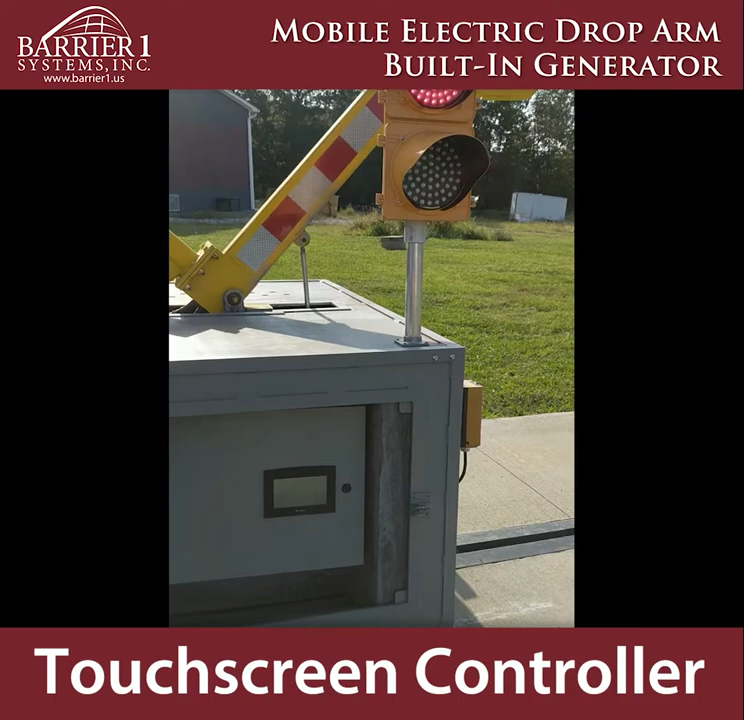 BARRIER1
SYSTEMS, INC.
www.barrier1.us
MOBILE ELECTRIC DROP ARM
BUILT-IN GENERATOR
Touchscreen Controller